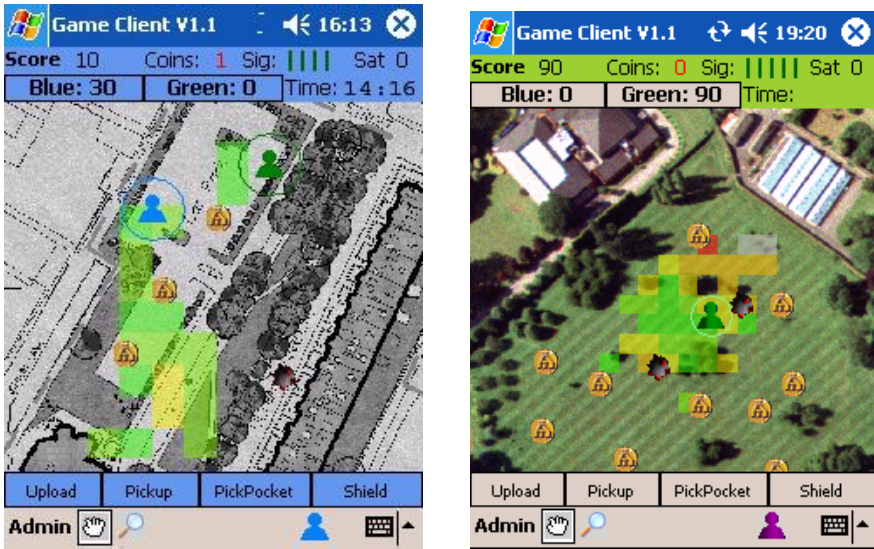 Game Client V1.1 16:13
Score 10 Coins: 1 Sig: Sat 0
Blue: 30 Green: 0 Time: 14:16
Upload Pickup PickPocket Shield
Admin
Game Client V1.1 19:20
Score 90 Coins: 0 Sig: Sat 0
Blue: 0 Green: 90 Time:
Upload Pickup PickPocket Shield
Admin